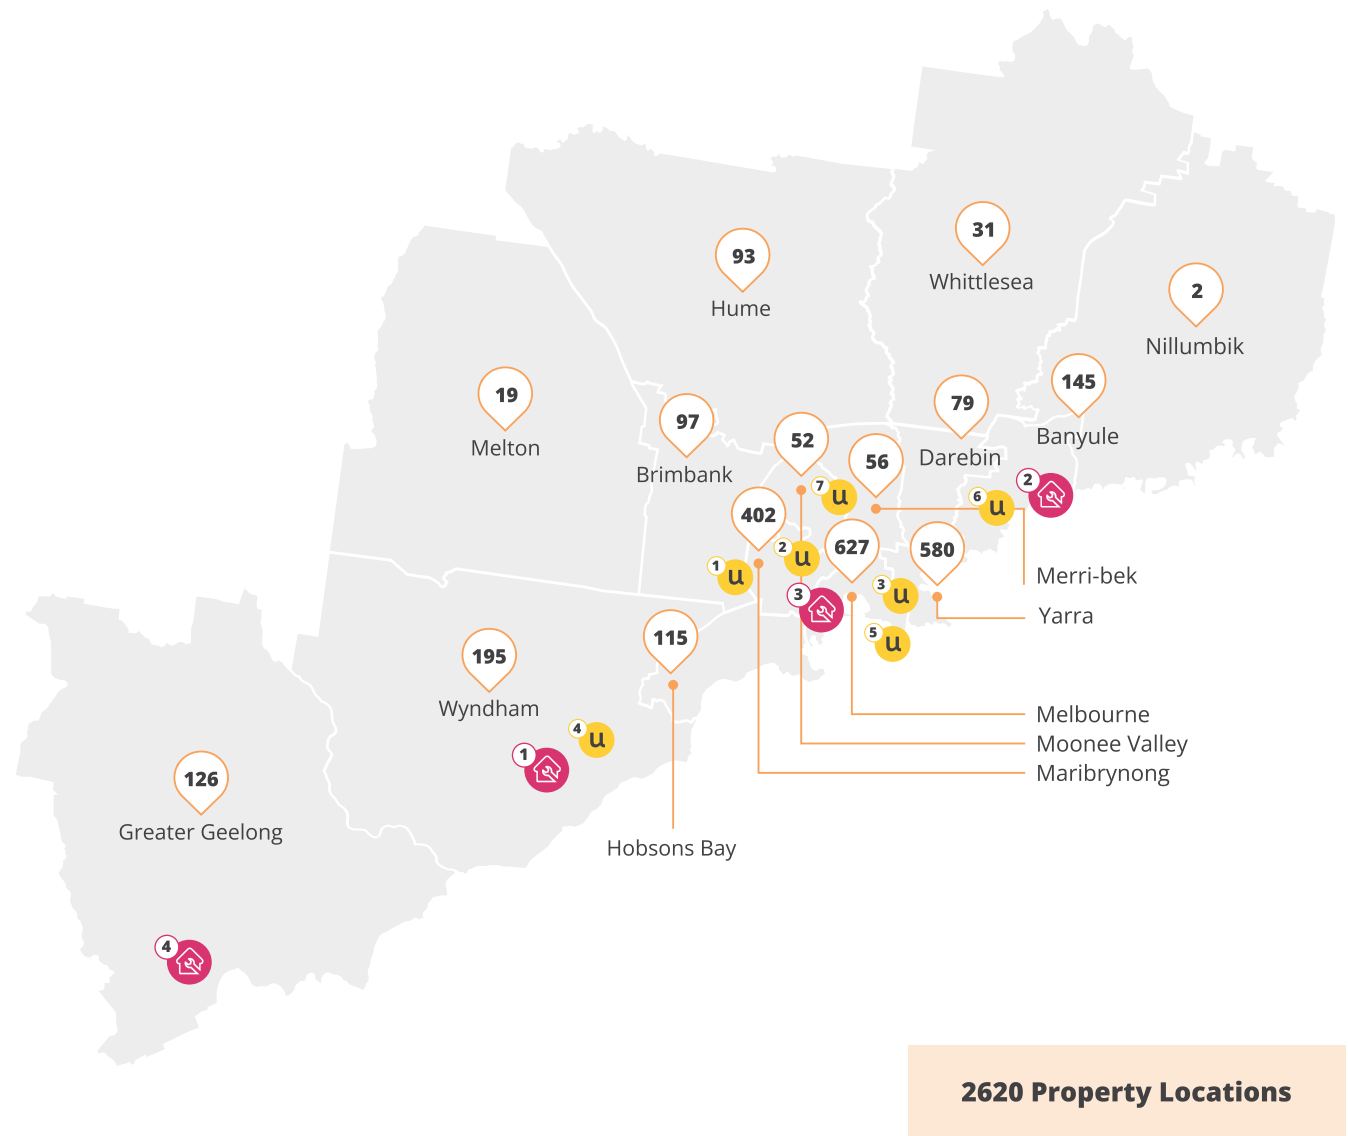 31
Whittlesea
93
Hume
2
Nillumbik
145
Banyule
19
Melton
79
Darebin
97
Brimbank
52
56
7
u
2
6
u
402
627
580
2
u
1
u
3
3
u
Merri-bek
Yarra
5
u
115
195
Wyndham
Melbourne
4
u
1
Moonee Valley
Maribrynong
126
Greater Geelong
Hobsons Bay
4
2620 Property Locations